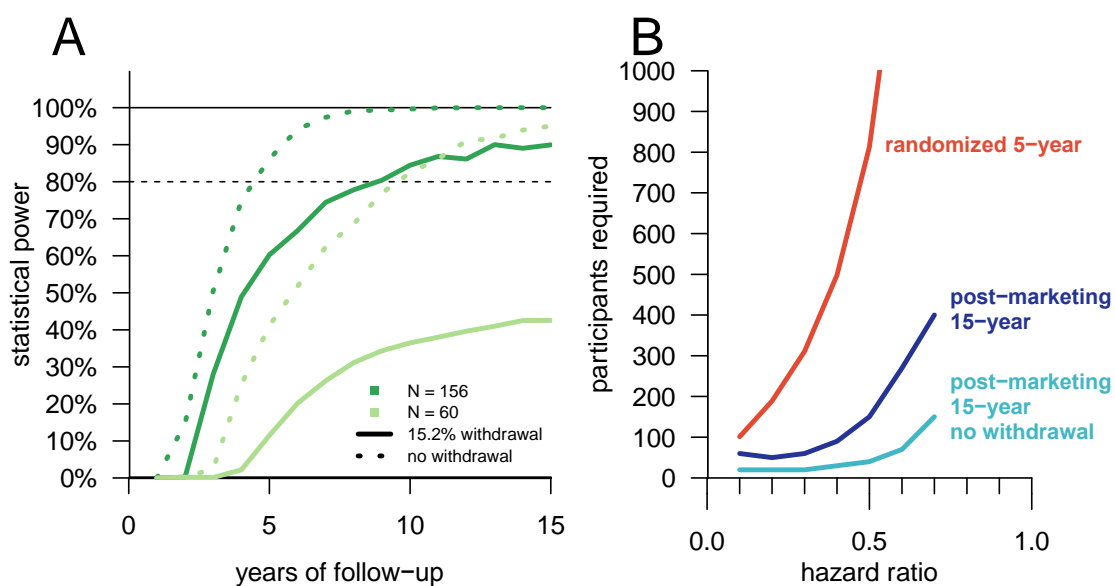 A
statistical power
100%
90%
80%
70%
60%
50%
40%
30%
20%
10%
0%
N = 156
N = 60
15.2% withdrawal
no withdrawal
0
5
10
15
years of follow−up
B
participants required
1000
900
800
700
600
500
400
300
200
100
0
randomized 5−year
post−marketing
15−year
post−marketing
15−year
no withdrawal
0.0
0.5
1.0
hazard ratio